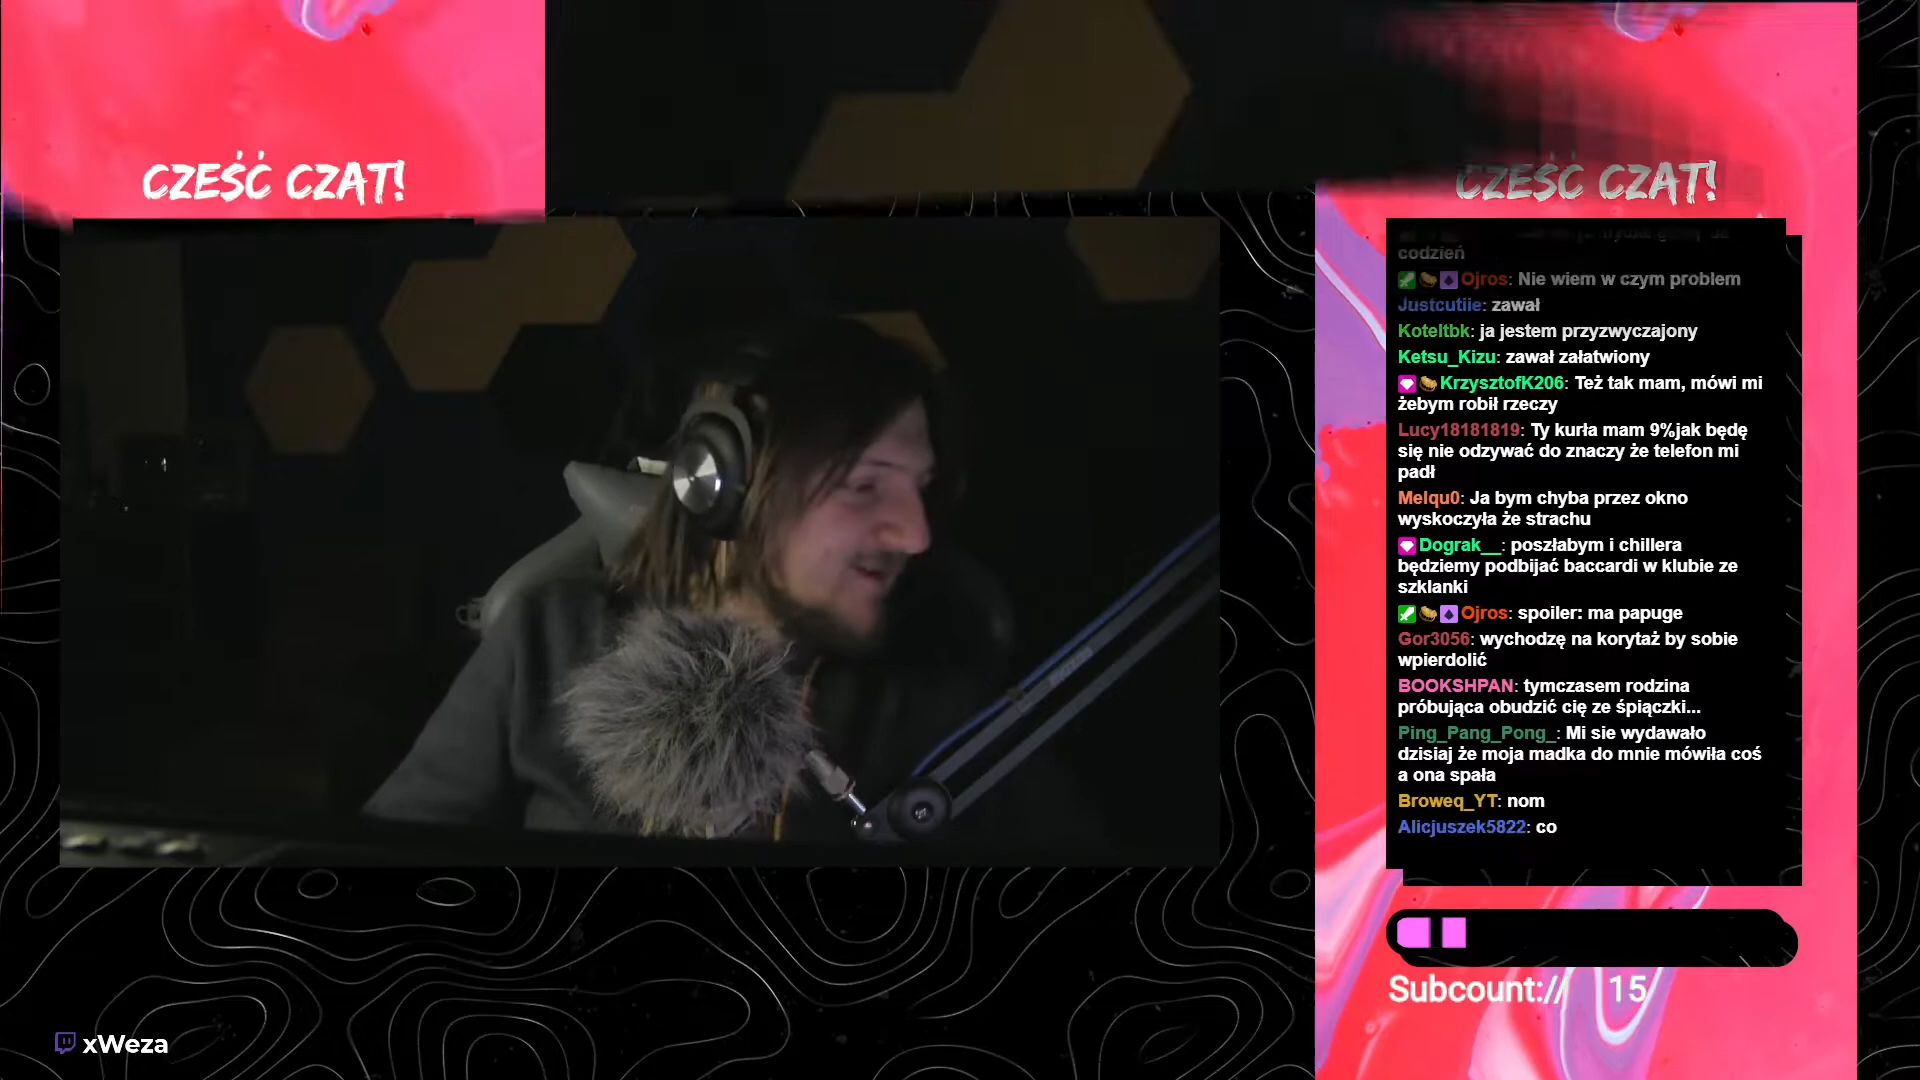 CZEŚĆ CZAT!
CZEŚĆ CZAT!
codzień
Ojros: Nie wiem w czym problem
Justcutiie: zawał
Koteltbk: ja jestem przyzwyczajony
Ketsu_Kizu: zawał załatwiony
KrzysztofK206: Też tak mam, mówi mi
żebym robił rzeczy
Lucy18181819: Ty kurła mam 9%jak będę
się nie odzywać do znaczy że telefon mi
padł
Melqu0: Ja bym chyba przez okno
wyskoczyła że strachu
Dograk__: poszłabym i chillera
będziemy podbijać baccardi w klubie ze
szklanki
Ojros: spoiler: ma papuge
Gor3056: wychodzę na korytaż by sobie
wpierdolić
BOOKSHPAN: tymczasem rodzina
próbująca obudzić cię ze śpiączki...
Ping_Pang_Pong_: Mi sie wydawało
dzisiaj że moja madka do mnie mówiła coś
a ona spała
Broweq_YT: nom
Alicjuszek5822: co
Subcount:// 15
xWeza